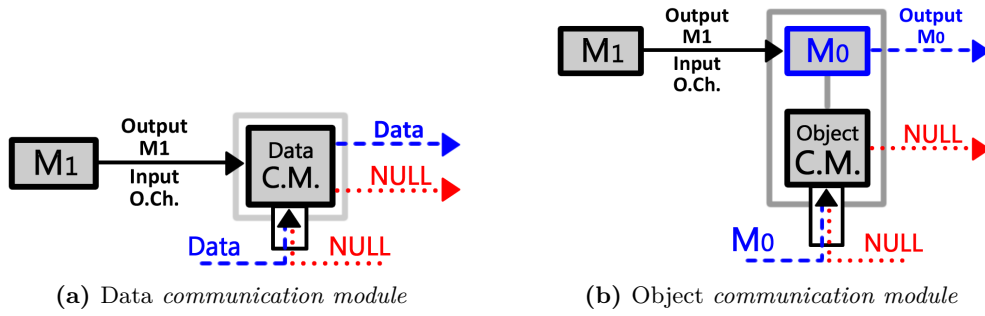 Output
M1
M1
Input
O.Ch.
Data
C.M.
Data
NULL
Data
NULL
(a) Data communication module
Output
M1
M1
Input
O.Ch.
M0
Output
M0
Object
C.M.
NULL
M0
NULL
(b) Object communication module